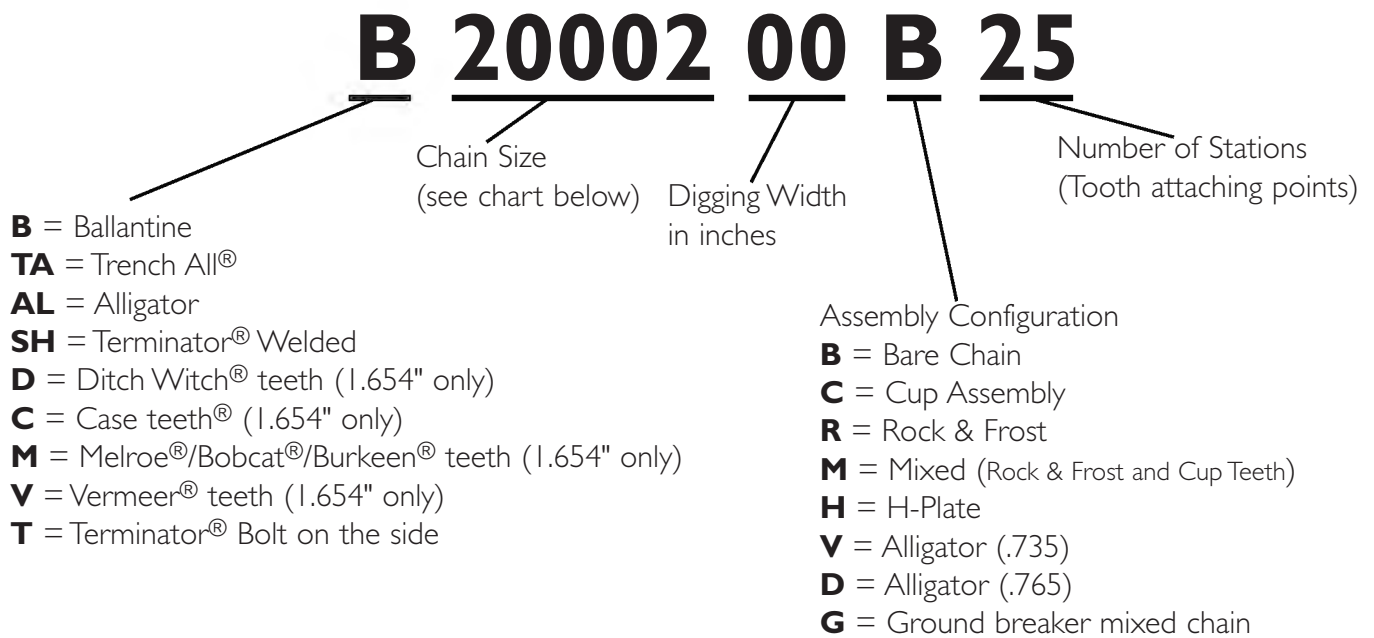 B 20002 00 B 25
Chain Size
(see chart below)
Digging Width
in inches
Number of Stations
(Tooth attaching points)
B = Ballantine
TA = Trench All®
AL = Alligator
SH = Terminator® Welded
D = Ditch Witch® teeth (1.654" only)
C = Case teeth® (1.654" only)
M = Melroe®/Bobcat®/Burkeen® teeth (1.654" only)
V = Vermeer® teeth (1.654" only)
T = Terminator® Bolt on the side
Assembly Configuration
B = Bare Chain
C = Cup Assembly
R = Rock & Frost
M = Mixed (Rock & Frost and Cup Teeth)
H = H-Plate
V = Alligator (.735)
D = Alligator (.765)
G = Ground breaker mixed chain